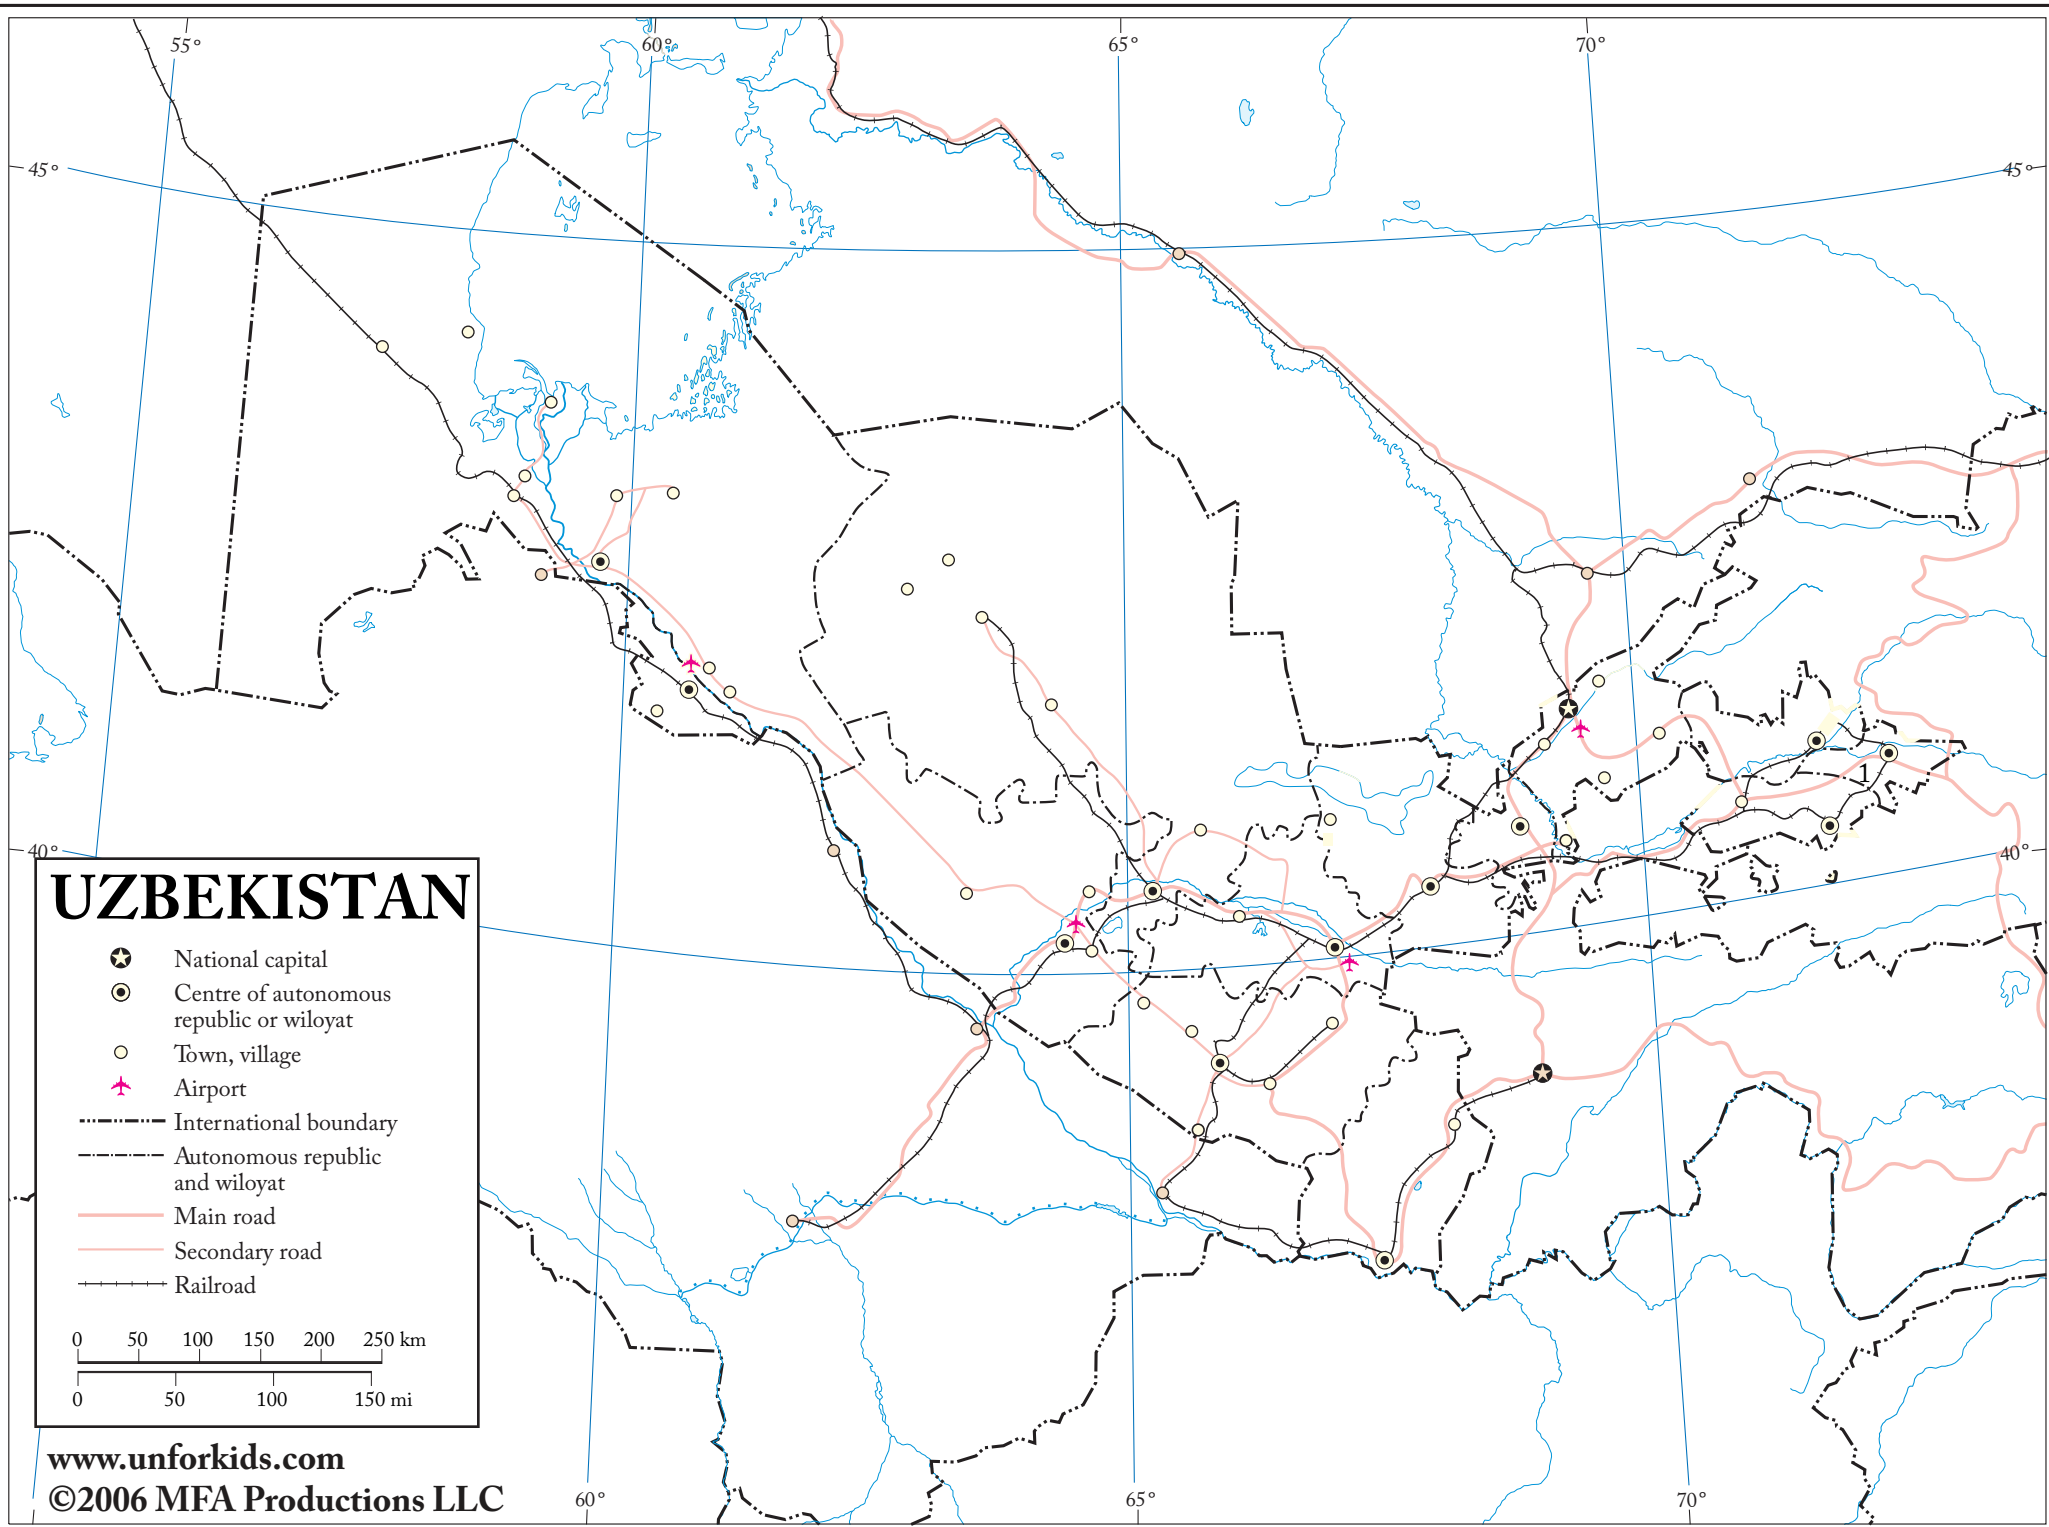 55°
60°
65°
70°
45°
45°
1
40°
40°
UZBEKISTAN
National capital
Centre of autonomous
republic or wiloyat
Town, village
Airport
International boundary
Autonomous republic
and wiloyat
Main road
Secondary road
Railroad
0 50 100 150 200 250 km
0 50 100 150 mi
www.unforkids.com
©2006 MFA Productions LLC
60°
65°
70°